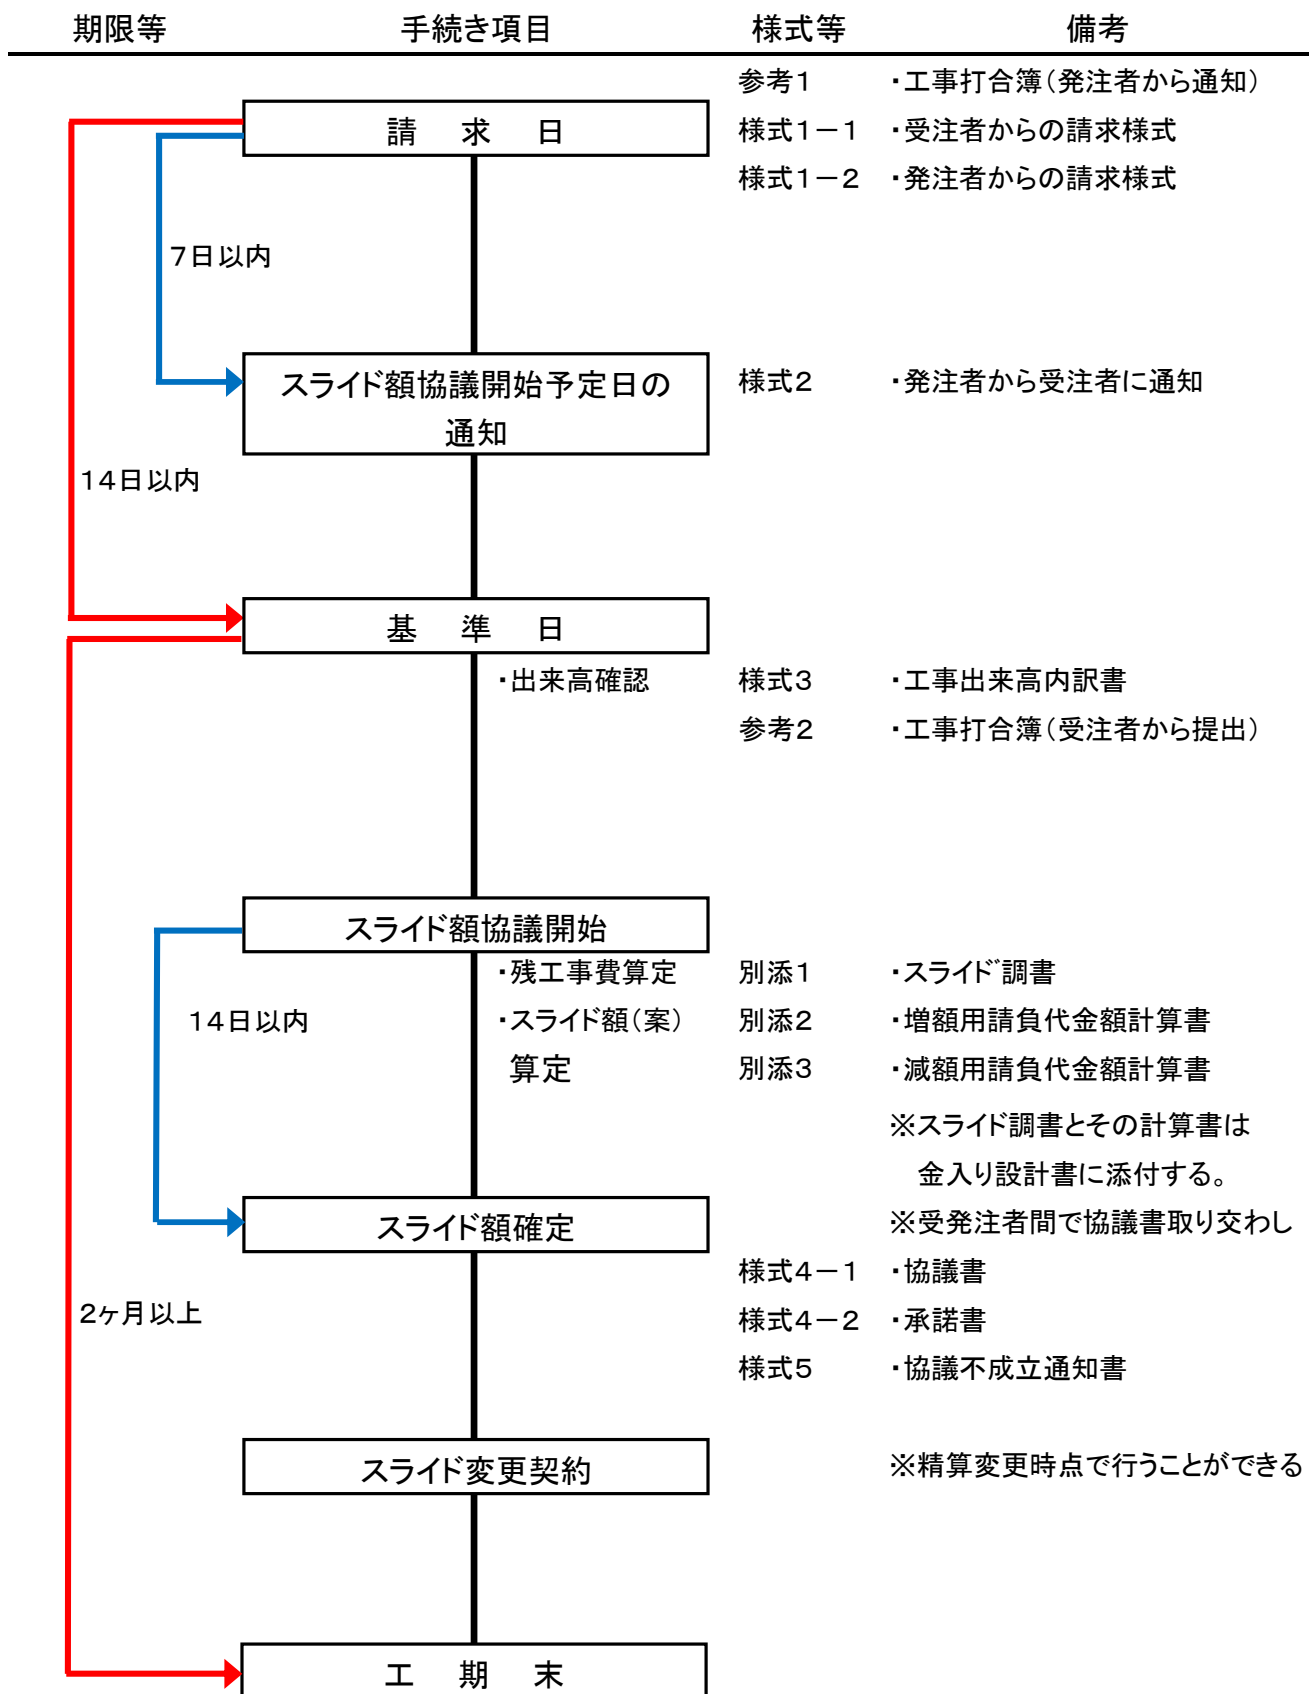 期限等 手続き項目 様式等 備考
参考１ ・工事打合簿（発注者から通知）
請　求　日 様式１－１ ・受注者からの請求様式
様式１－２ ・発注者からの請求様式
７日以内
スライド額協議開始予定日の 様式２ ・発注者から受注者に通知
通知
１４日以内
基　準　日
・出来高確認 様式３ ・工事出来高内訳書
参考２ ・工事打合簿（受注者から提出）
スライド額協議開始
・残工事費算定 別添１ ・スライド調書
１４日以内 ・スライド額（案） 別添２ ・増額用請負代金額計算書
算定 別添３ ・減額用請負代金額計算書
※スライド調書とその計算書は
金入り設計書に添付する。
スライド額確定 ※受発注者間で協議書取り交わし
様式４－１ ・協議書
２ヶ月以上 様式４－２ ・承諾書
様式５ ・協議不成立通知書
スライド変更契約 ※精算変更時点で行うことができる
工　期　末